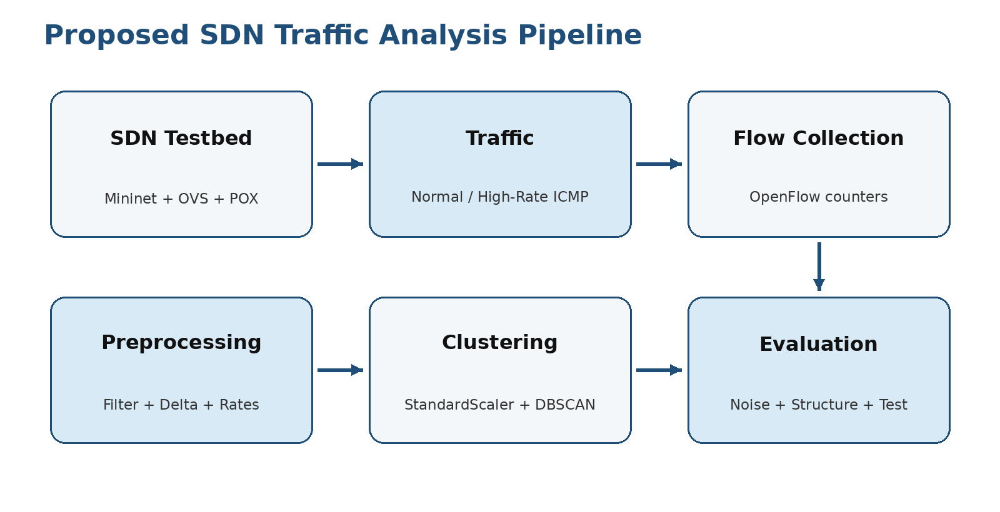 Proposed SDN Traffic Analysis Pipeline
SDN Testbed
Mininet + OVS + POX
Traffic
Normal / High-Rate ICMP
Flow Collection
OpenFlow counters
Preprocessing
Filter + Delta + Rates
Clustering
StandardScaler + DBSCAN
Evaluation
Noise + Structure + Test